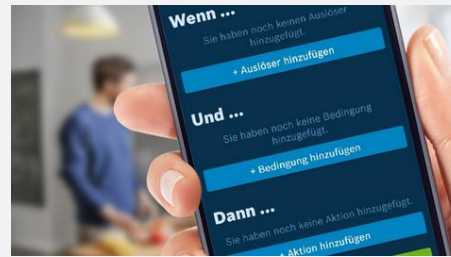 Wenn ...
Sie haben noch keinen Auslöser
hinzugefügt.
+ Auslöser hinzufügen
Und ...
Sie haben noch keine Bedingung
hinzugefügt.
+ Bedingung hinzufügen
Dann ...
Sie haben noch keine Aktion hinzugefügt.
+ Aktion hinzufügen